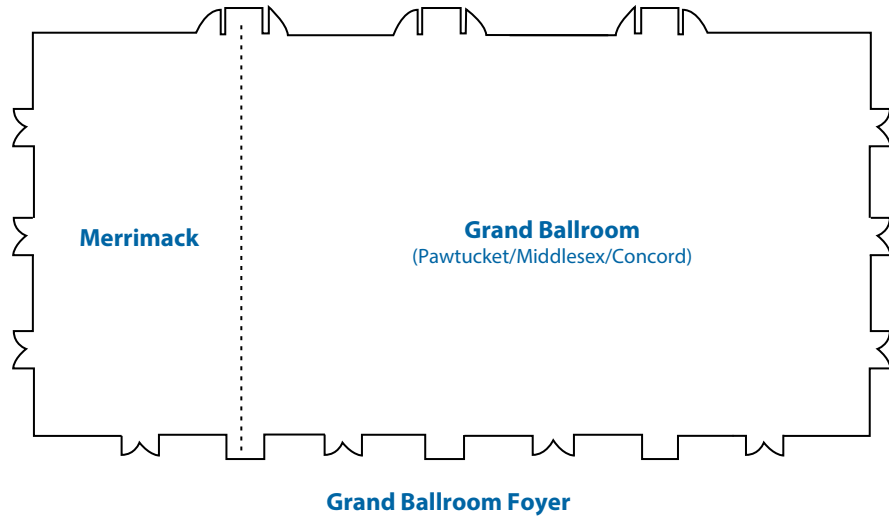 Merrimack
Grand Ballroom
(Pawtucket/Middlesex/Concord)
Grand Ballroom Foyer